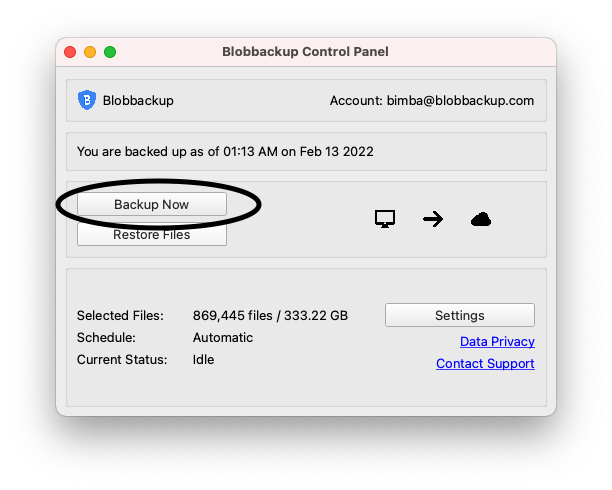 Blobbackup Control Panel
Blobbackup Account: bimba@blobbackup.com
You are backed up as of 01:13 AM on Feb 13 2022
Backup Now
Restore Files
Selected Files: 869,445 files / 333.22 GB Settings
Schedule: Automatic Data Privacy
Current Status: Idle Contact Support